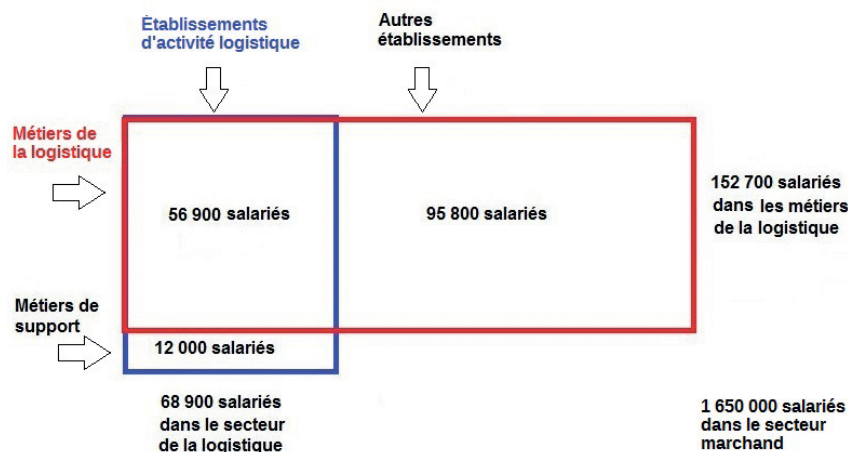 Établissements
d'activité logistique
Autres
établissements
Métiers de
la logistique
56 900 salariés
95 800 salariés
152 700 salariés
dans les métiers
de la logistique
Métiers de
support
12 000 salariés
68 900 salariés
dans le secteur
de la logistique
1 650 000 salariés
dans le secteur
marchand